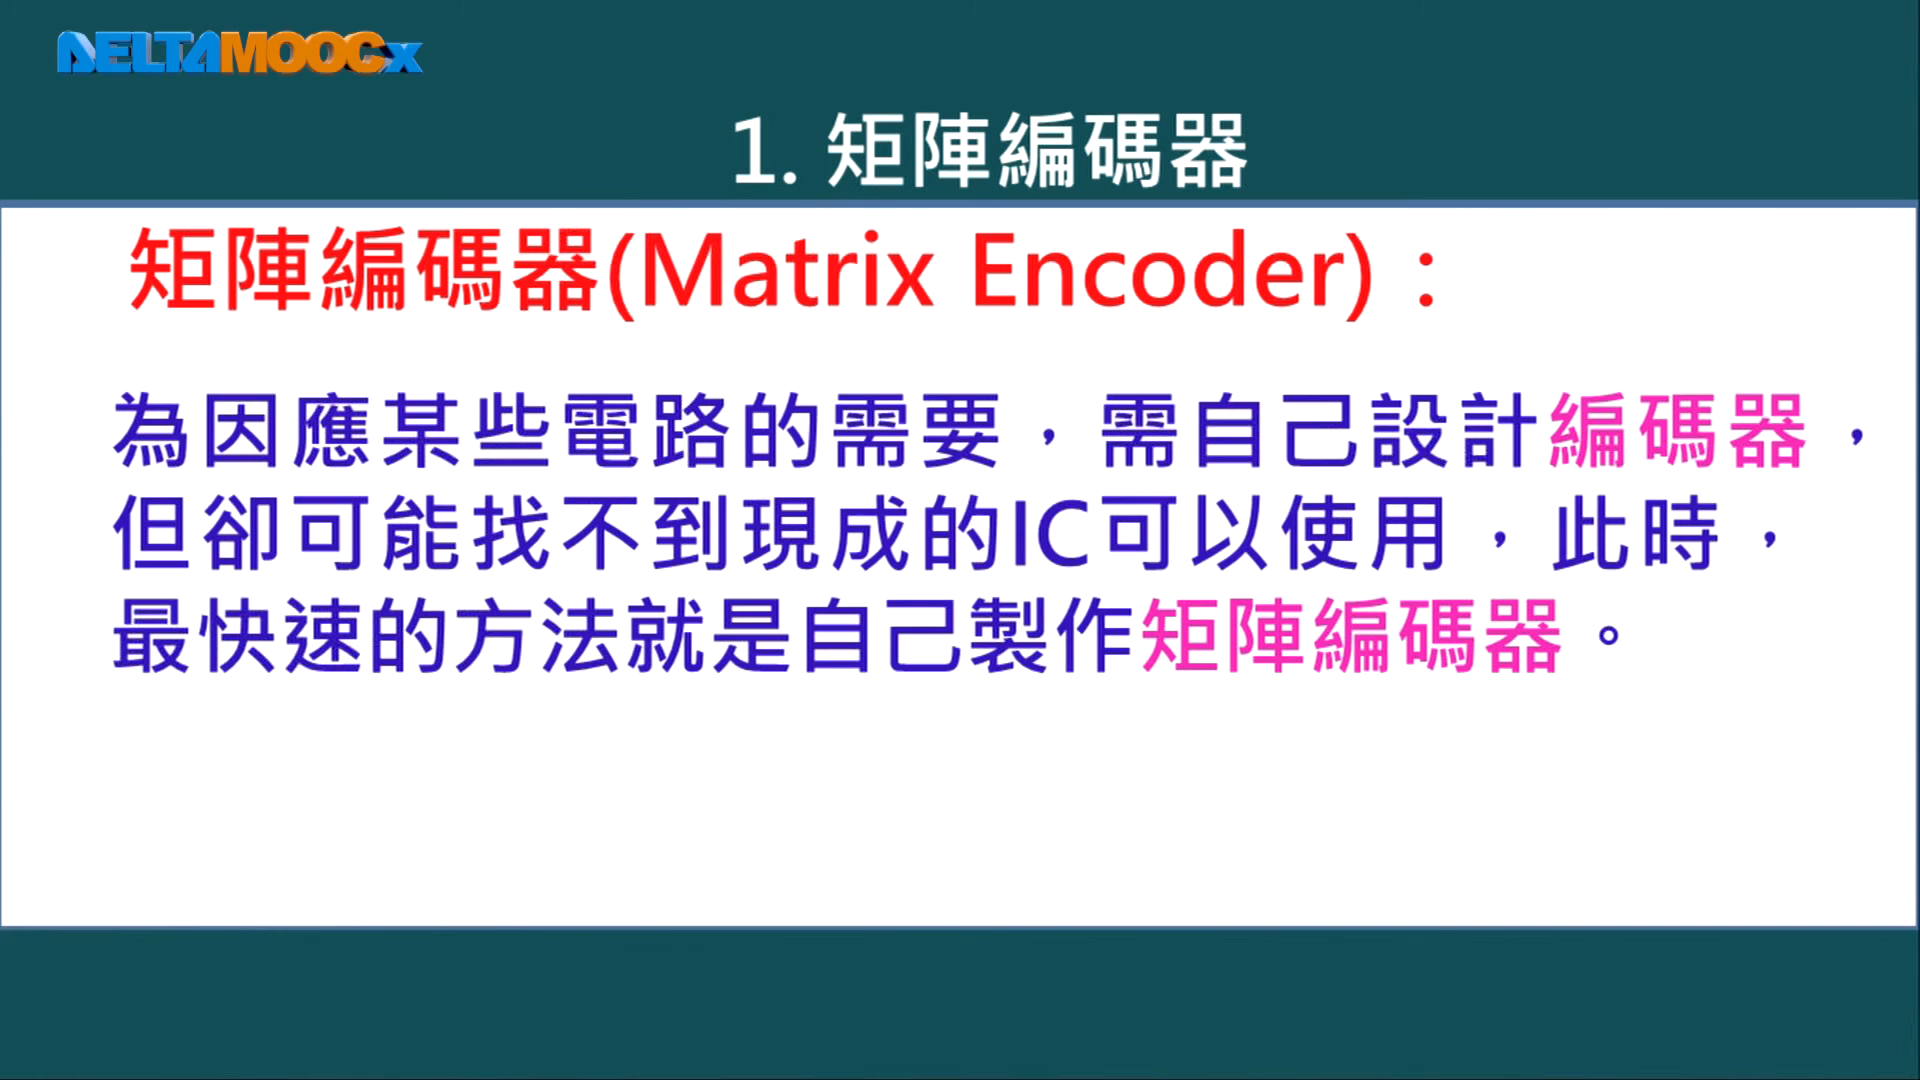 DELTAMOOCx
1. 矩陣編碼器
矩陣編碼器(Matrix Encoder)：
為因應某些電路的需要，需自己設計編碼器，
但卻可能找不到現成的IC可以使用，此時，
最快速的方法就是自己製作矩陣編碼器。